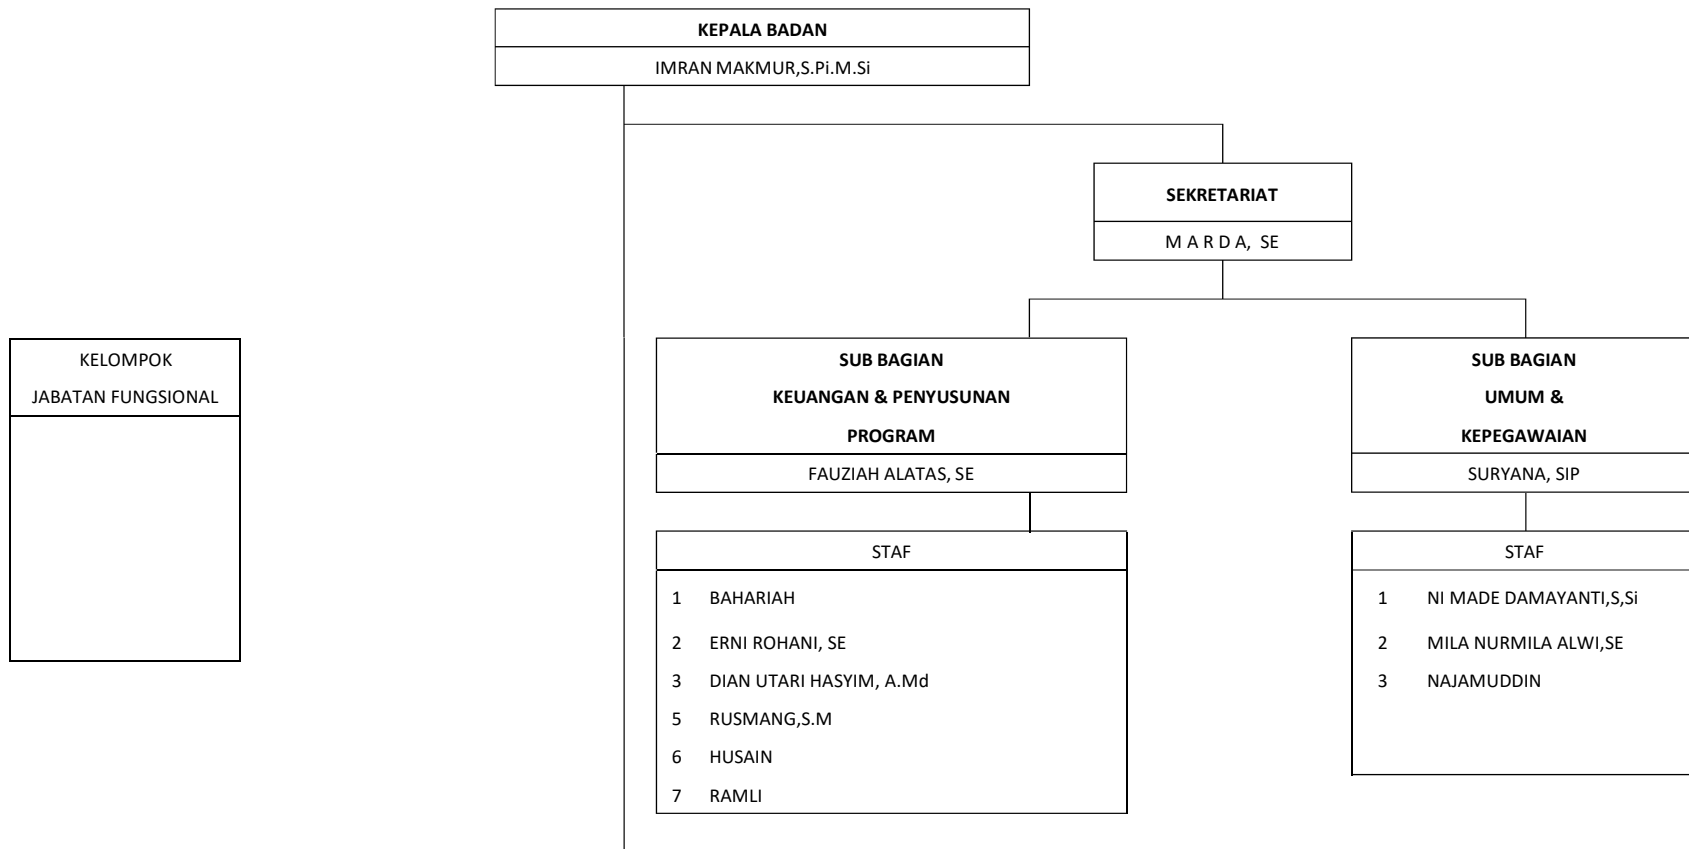 KEPALA BADAN
IMRAN MAKMUR,S.Pi.M.Si
SEKRETARIAT
M A R D A,  SE
KELOMPOK
JABATAN FUNGSIONAL
SUB BAGIAN
KEUANGAN & PENYUSUNAN
PROGRAM
FAUZIAH ALATAS, SE
STAF
1 BAHARIAH
2 ERNI ROHANI, SE
3 DIAN UTARI HASYIM, A.Md
5 RUSMANG,S.M
6 HUSAIN
7 RAMLI
SUB BAGIAN
UMUM &
KEPEGAWAIAN
SURYANA, SIP
STAF
1 NI MADE DAMAYANTI,S,Si
2 MILA NURMILA ALWI,SE
3 NAJAMUDDIN